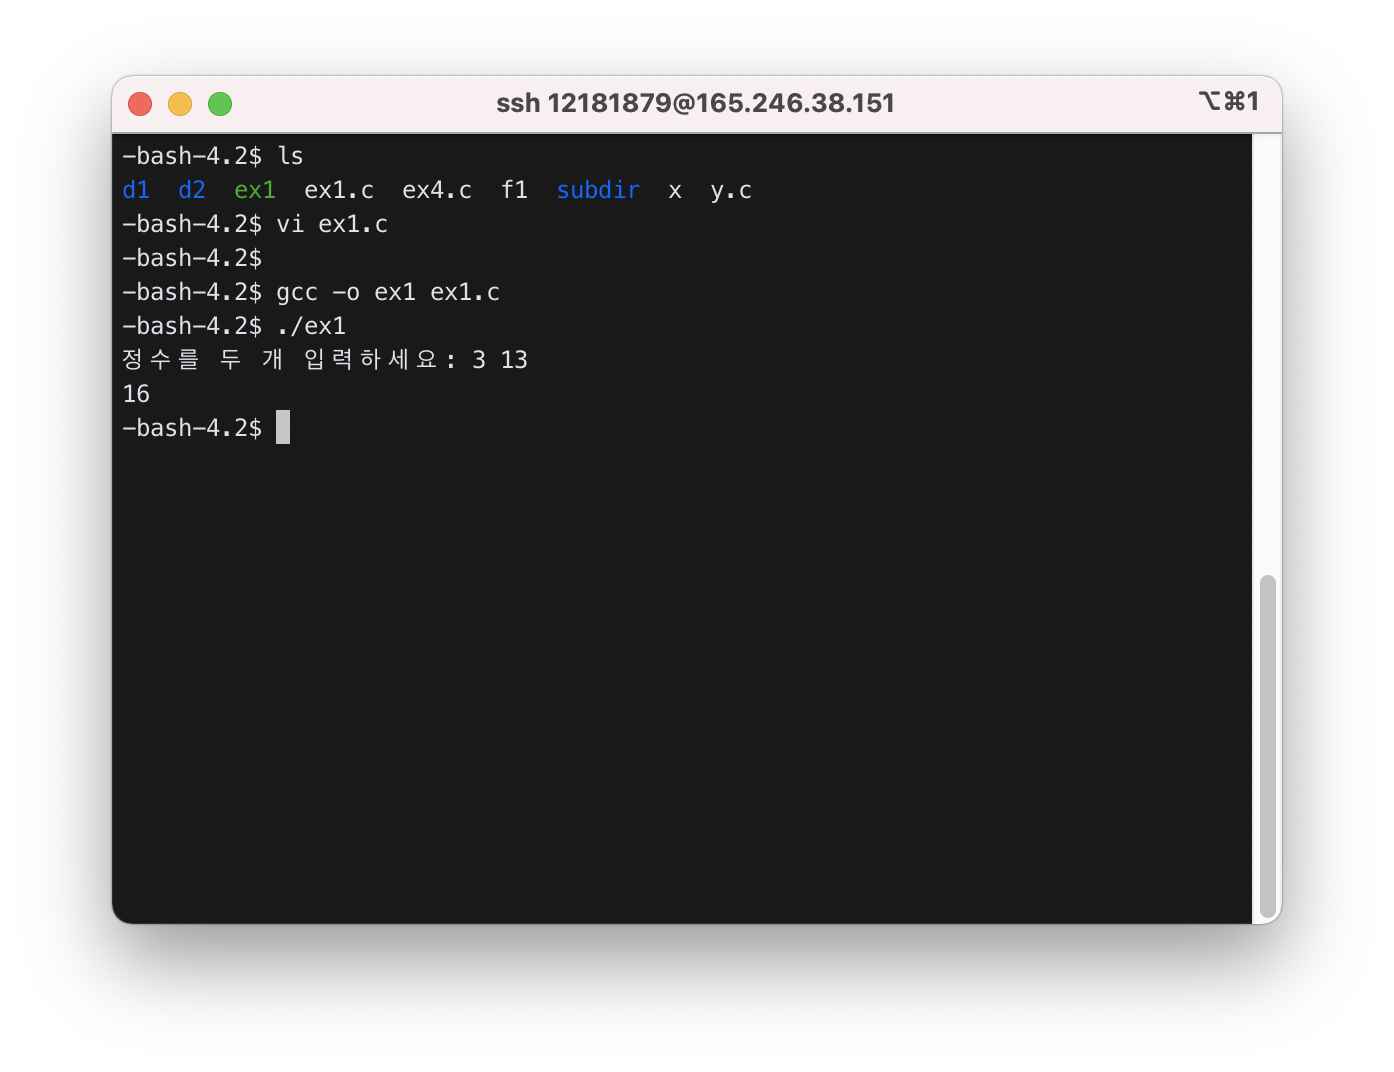 ssh 12181879@165.246.38.151 ⌥⌘1
-bash-4.2$ ls
d1  d2  ex1  ex1.c  ex4.c  f1  subdir  x  y.c
-bash-4.2$ vi ex1.c
-bash-4.2$
-bash-4.2$ gcc -o ex1 ex1.c
-bash-4.2$ ./ex1
정수를 두 개 입력하세요: 3 13
16
-bash-4.2$